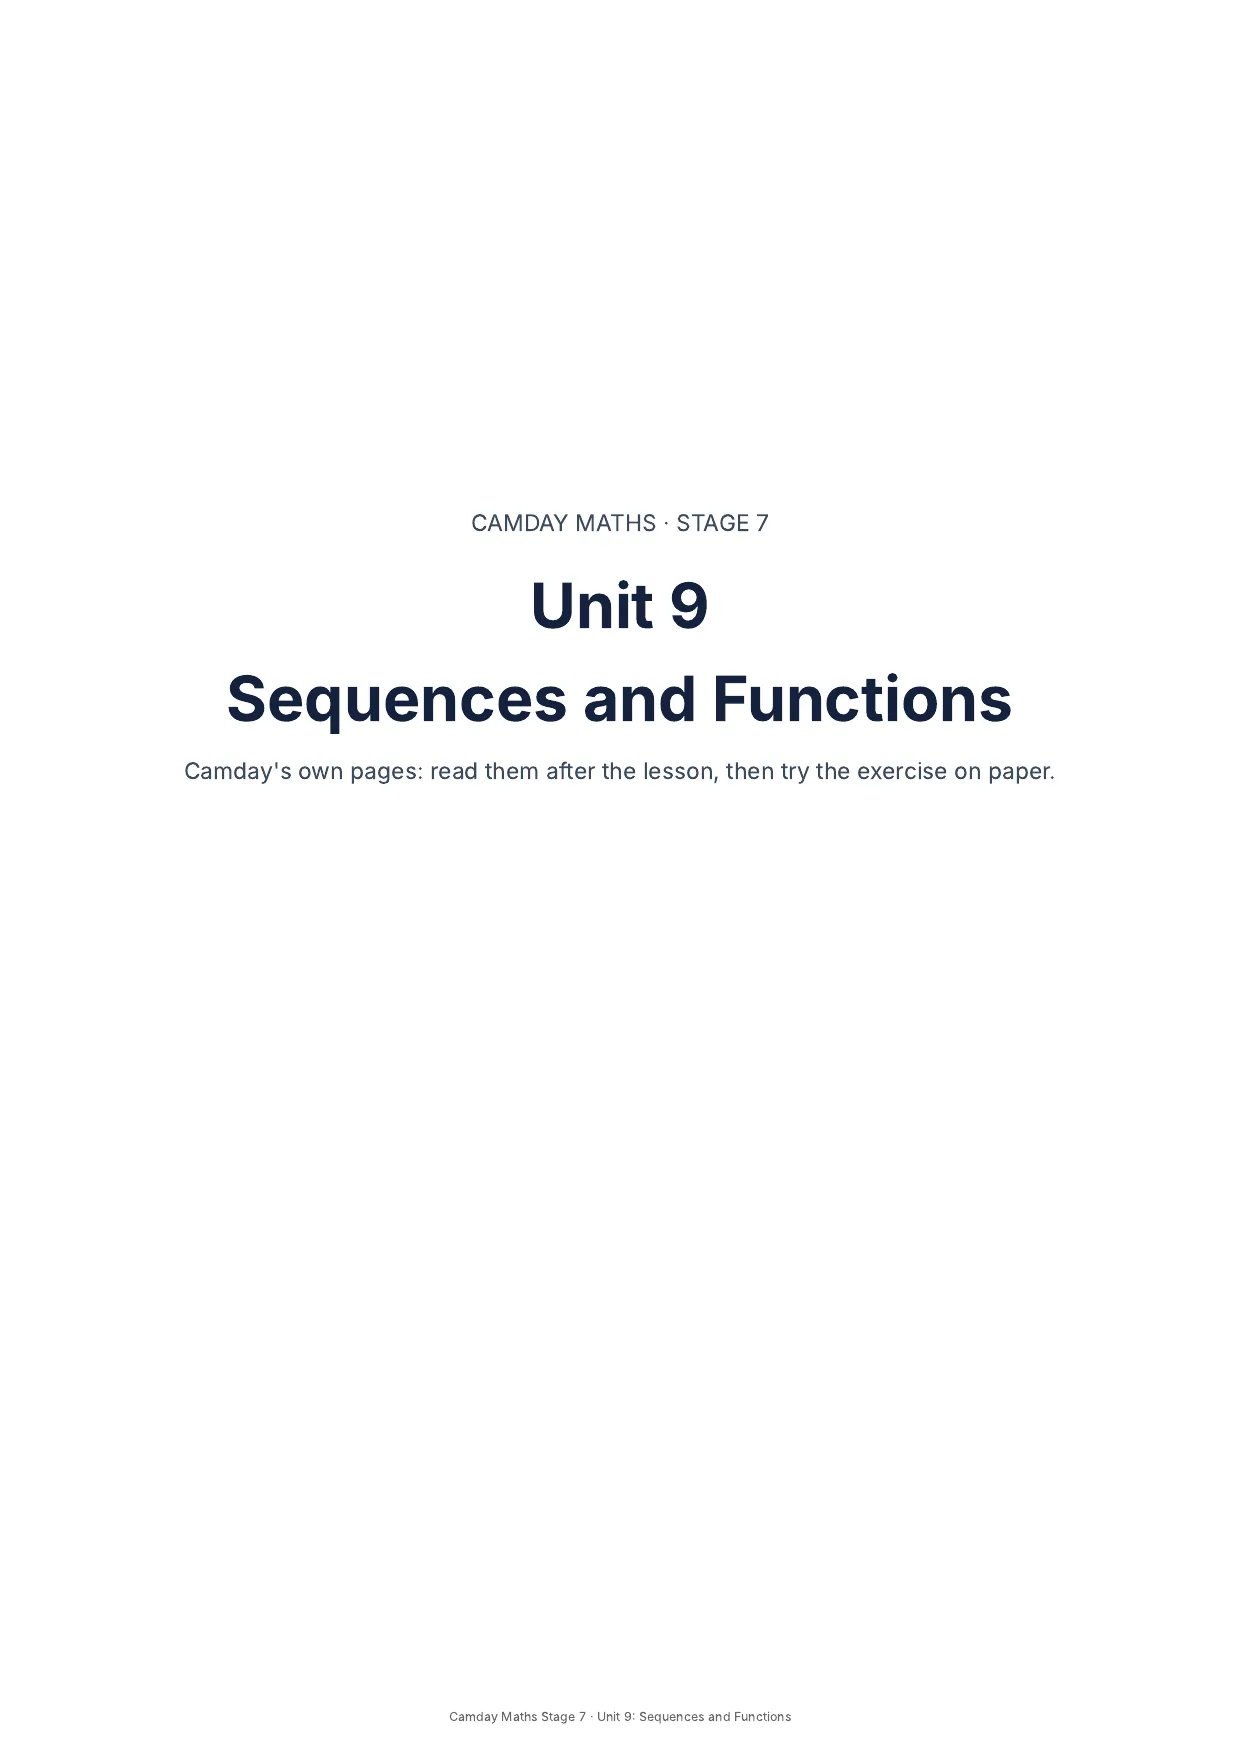 CAMDAY MATHS · STAGE 7
Unit 9
Sequences and Functions
Camday's own pages: read them after the lesson, then try the exercise on paper.
Camday Maths Stage 7 · Unit 9: Sequences and Functions